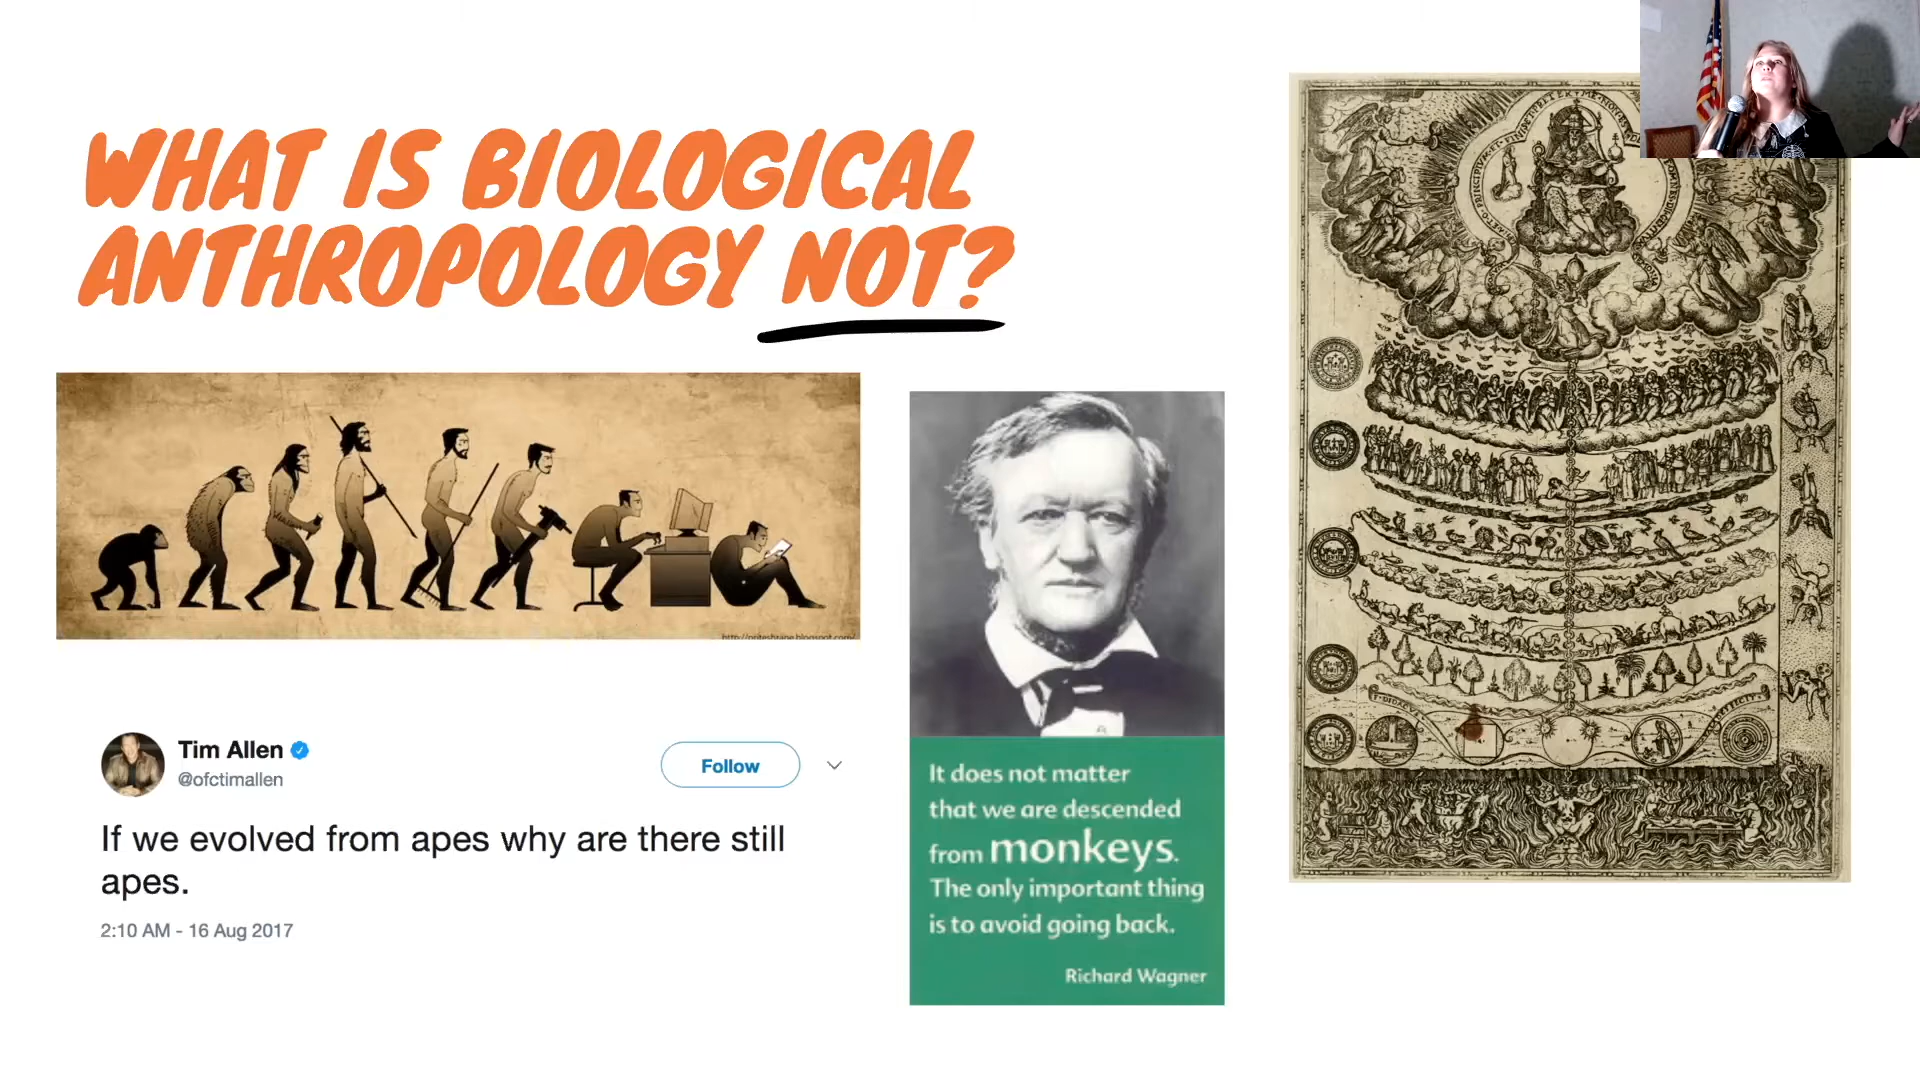 WHAT IS BIOLOGICAL
ANTHROPOLOGY NOT?
Tim Allen
@ofctimallen
Follow
If we evolved from apes why are there still
apes.
2:10 AM - 16 Aug 2017
It does not matter
that we are descended
from monkeys.
The only important thing
is to avoid going back.
Richard Wagner